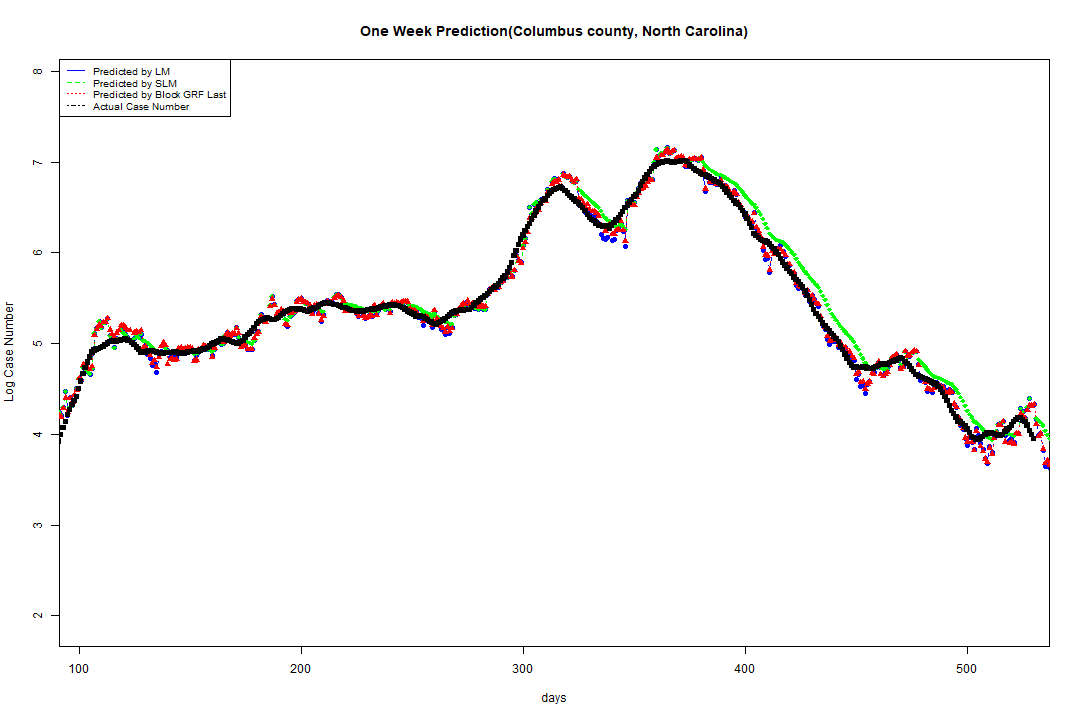 One Week Prediction(Columbus county, North Carolina)
Predicted by LM
Predicted by SLM
Predicted by Block GRF Last
Actual Case Number
8
7
6
5
4
3
2
Log Case Number
100 200 300 400 500
days